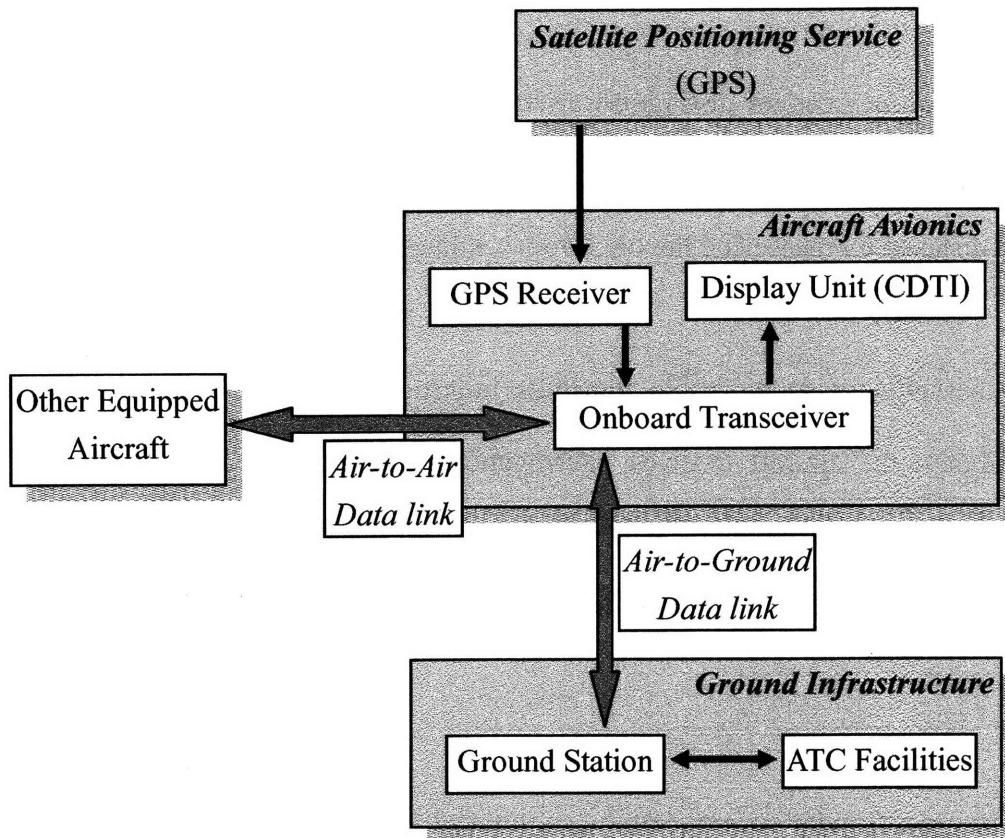 Satellite Positioning Service
(GPS)
Aircraft Avionics
GPS Receiver
Display Unit (CDTI)
Other Equipped
Aircraft
Onboard Transceiver
Air-to-Air
Data link
Air-to-Ground
Data link
Ground Infrastructure
Ground Station
ATC Facilities